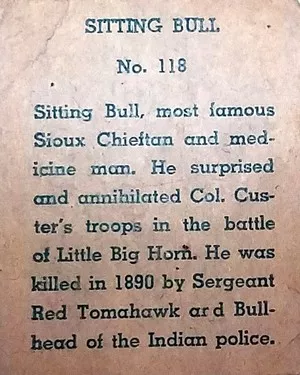 SITTING BULL
No. 118
Sitting Bull, most famous
Sioux Chieftan and med-
icine man. He surprised
and annihilated Col. Cus-
ter's troops in the battle
of Little Big Horn. He was
killed in 1890 by Sergeant
Red Tomahawk ard Bull-
head of the Indian police.